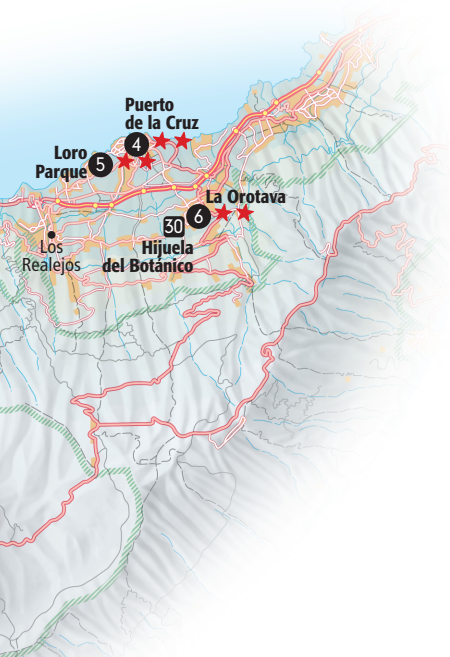 Puerto
de la Cruz
4
Loro
Parque
5
La Orotava
6
30
Hijuela
del Botánico
Los
Realejos